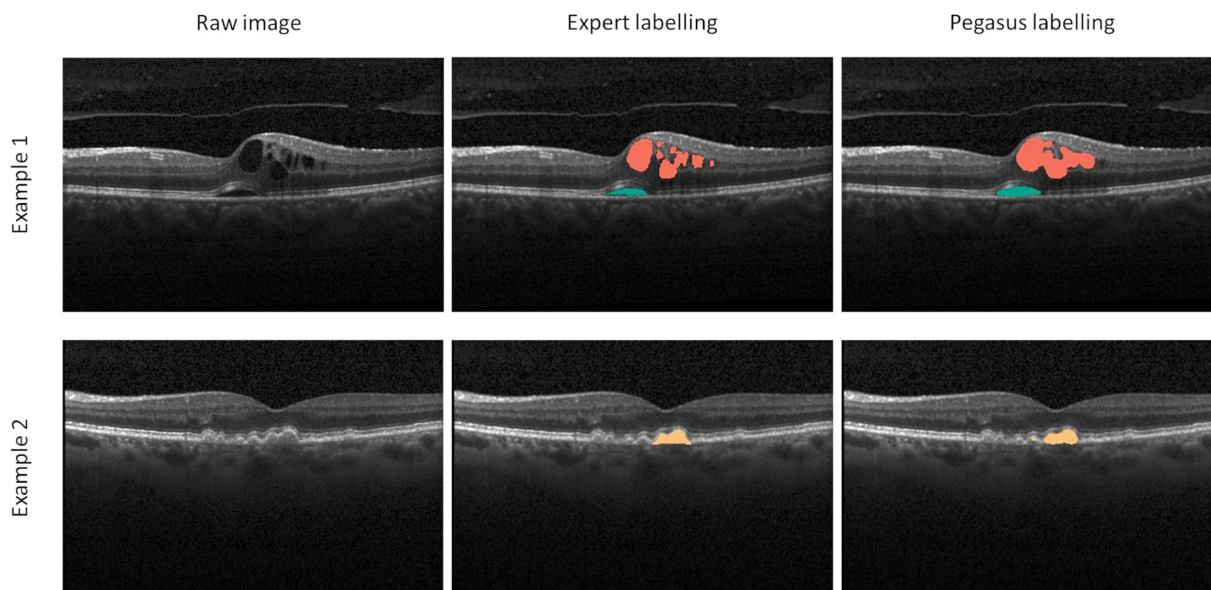 Raw image
Expert labelling
Pegasus labelling
Example 1
Example 2